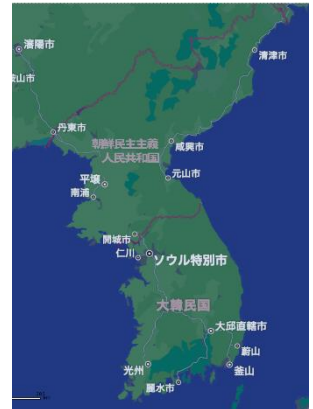 瀋陽市
鞍山市
清津市
丹東市
朝鮮民主主義
人民共和国
咸興市
平壌
元山市
南浦
開城市
仁川
ソウル特別市
大韓民国
大邱直轄市
蔚山
光州
釜山
麗水市